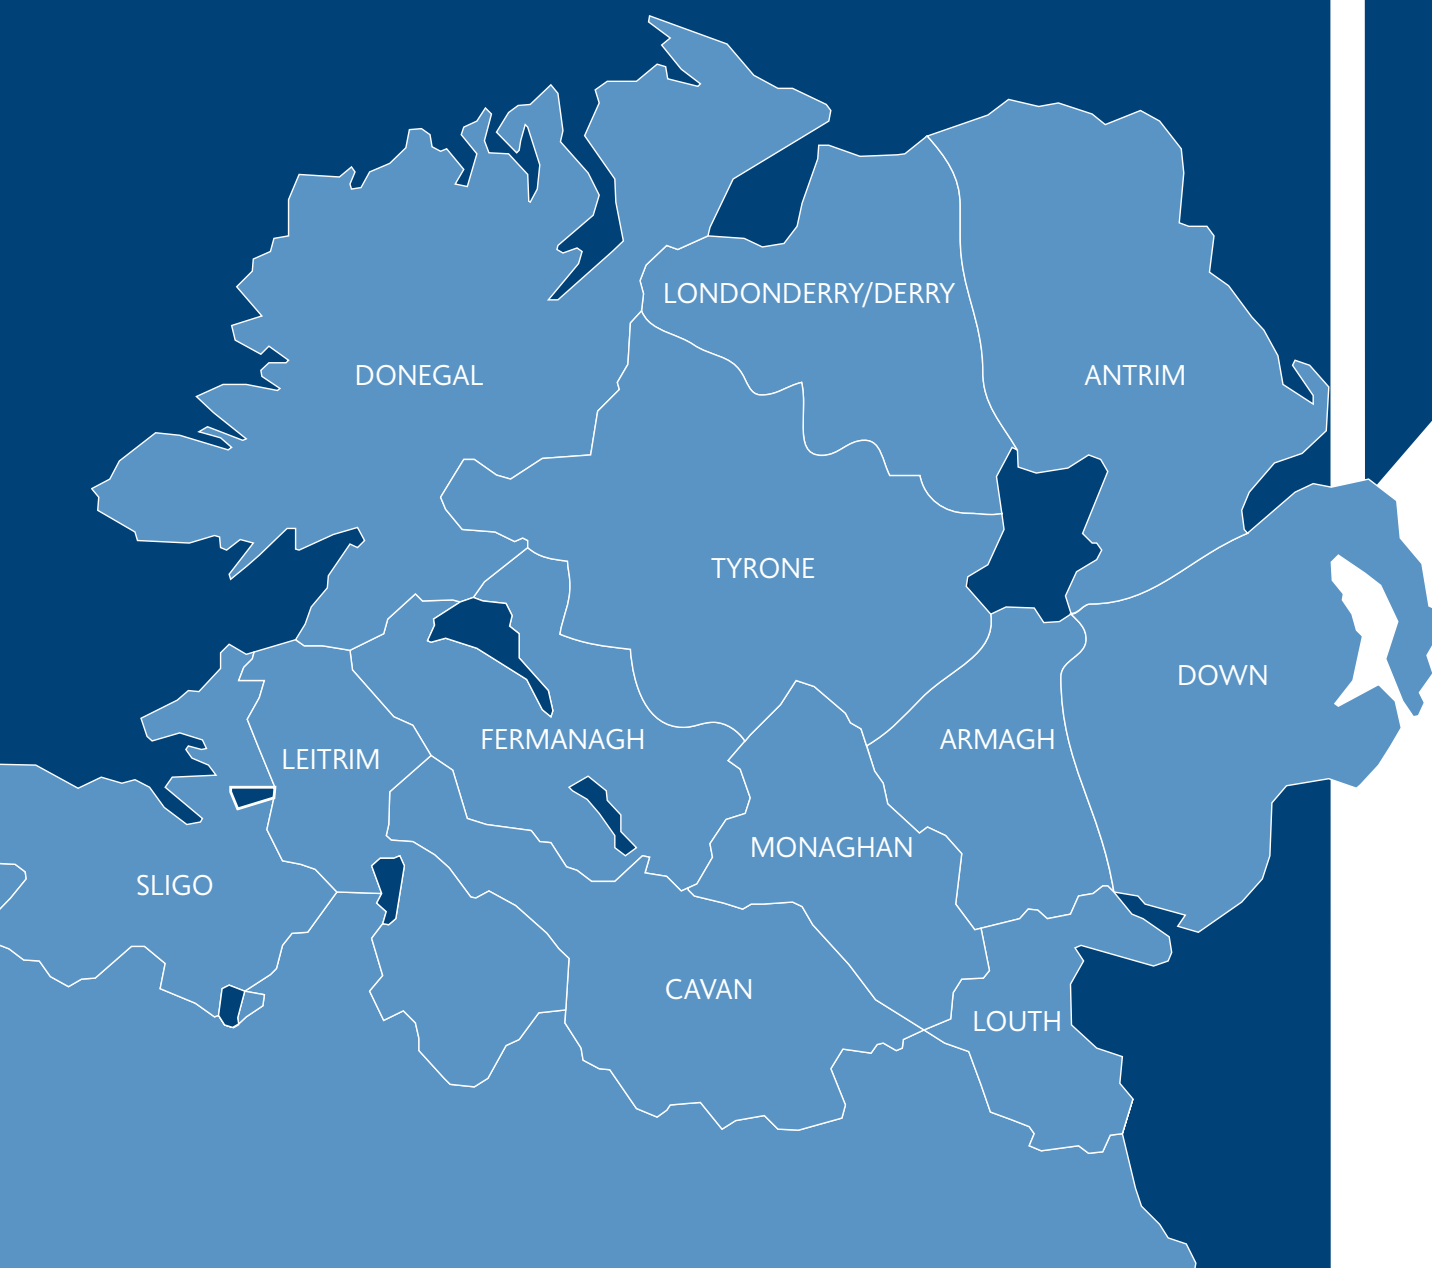 LONDONDERRY/DERRY
DONEGAL
ANTRIM
TYRONE
DOWN
FERMANAGH
ARMAGH
LEITRIM
MONAGHAN
SLIGO
CAVAN
LOUTH